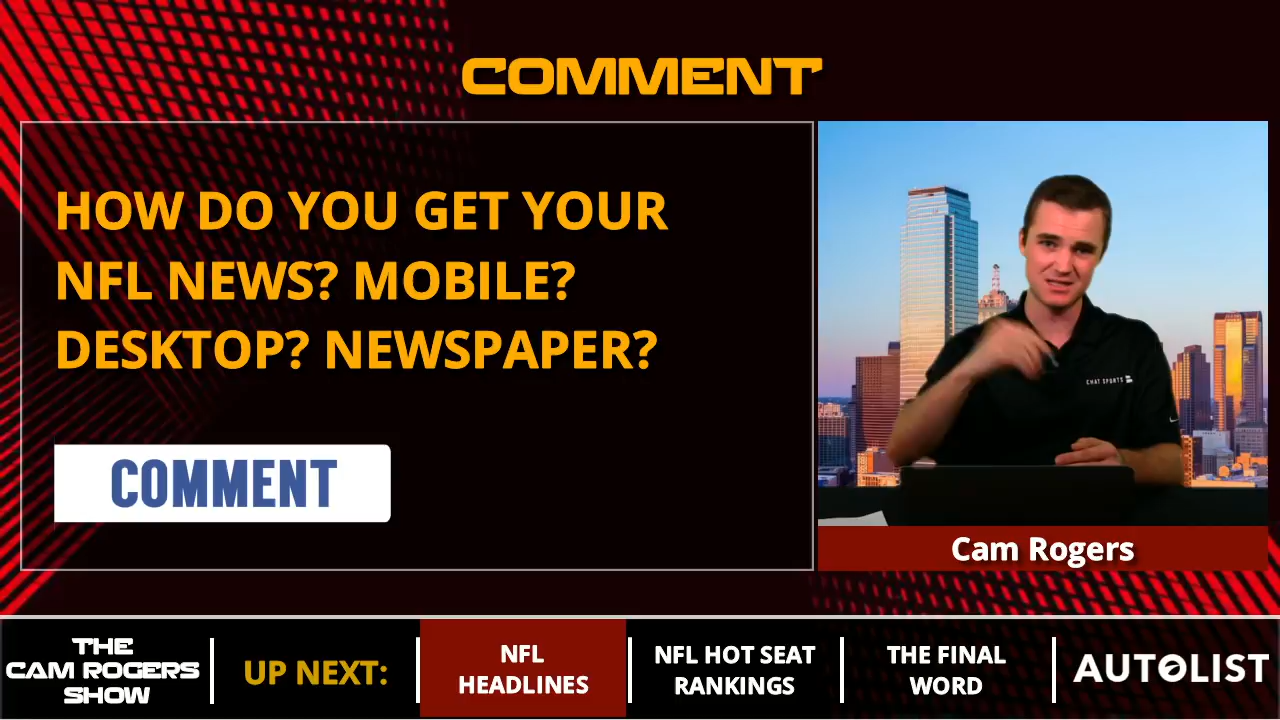 COMMENT
HOW DO YOU GET YOUR
NFL NEWS? MOBILE?
DESKTOP? NEWSPAPER?
COMMENT
CHAT SPORTS
Cam Rogers
THE
CAM ROGERS
SHOW
UP NEXT:
NFL
HEADLINES
NFL HOT SEAT
RANKINGS
THE FINAL
WORD
AUTOLIST